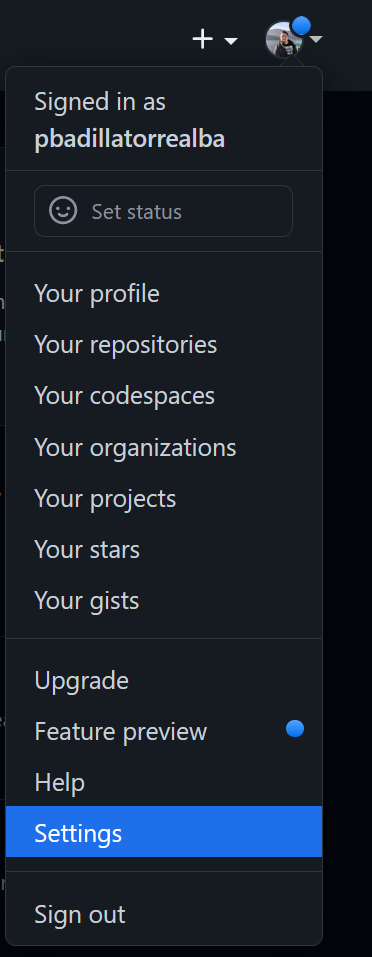 Signed in as
pbadillatorrealba
Set status
Your profile
Your repositories
Your codespaces
Your organizations
Your projects
Your stars
Your gists
Upgrade
Feature preview
Help
Settings
Sign out